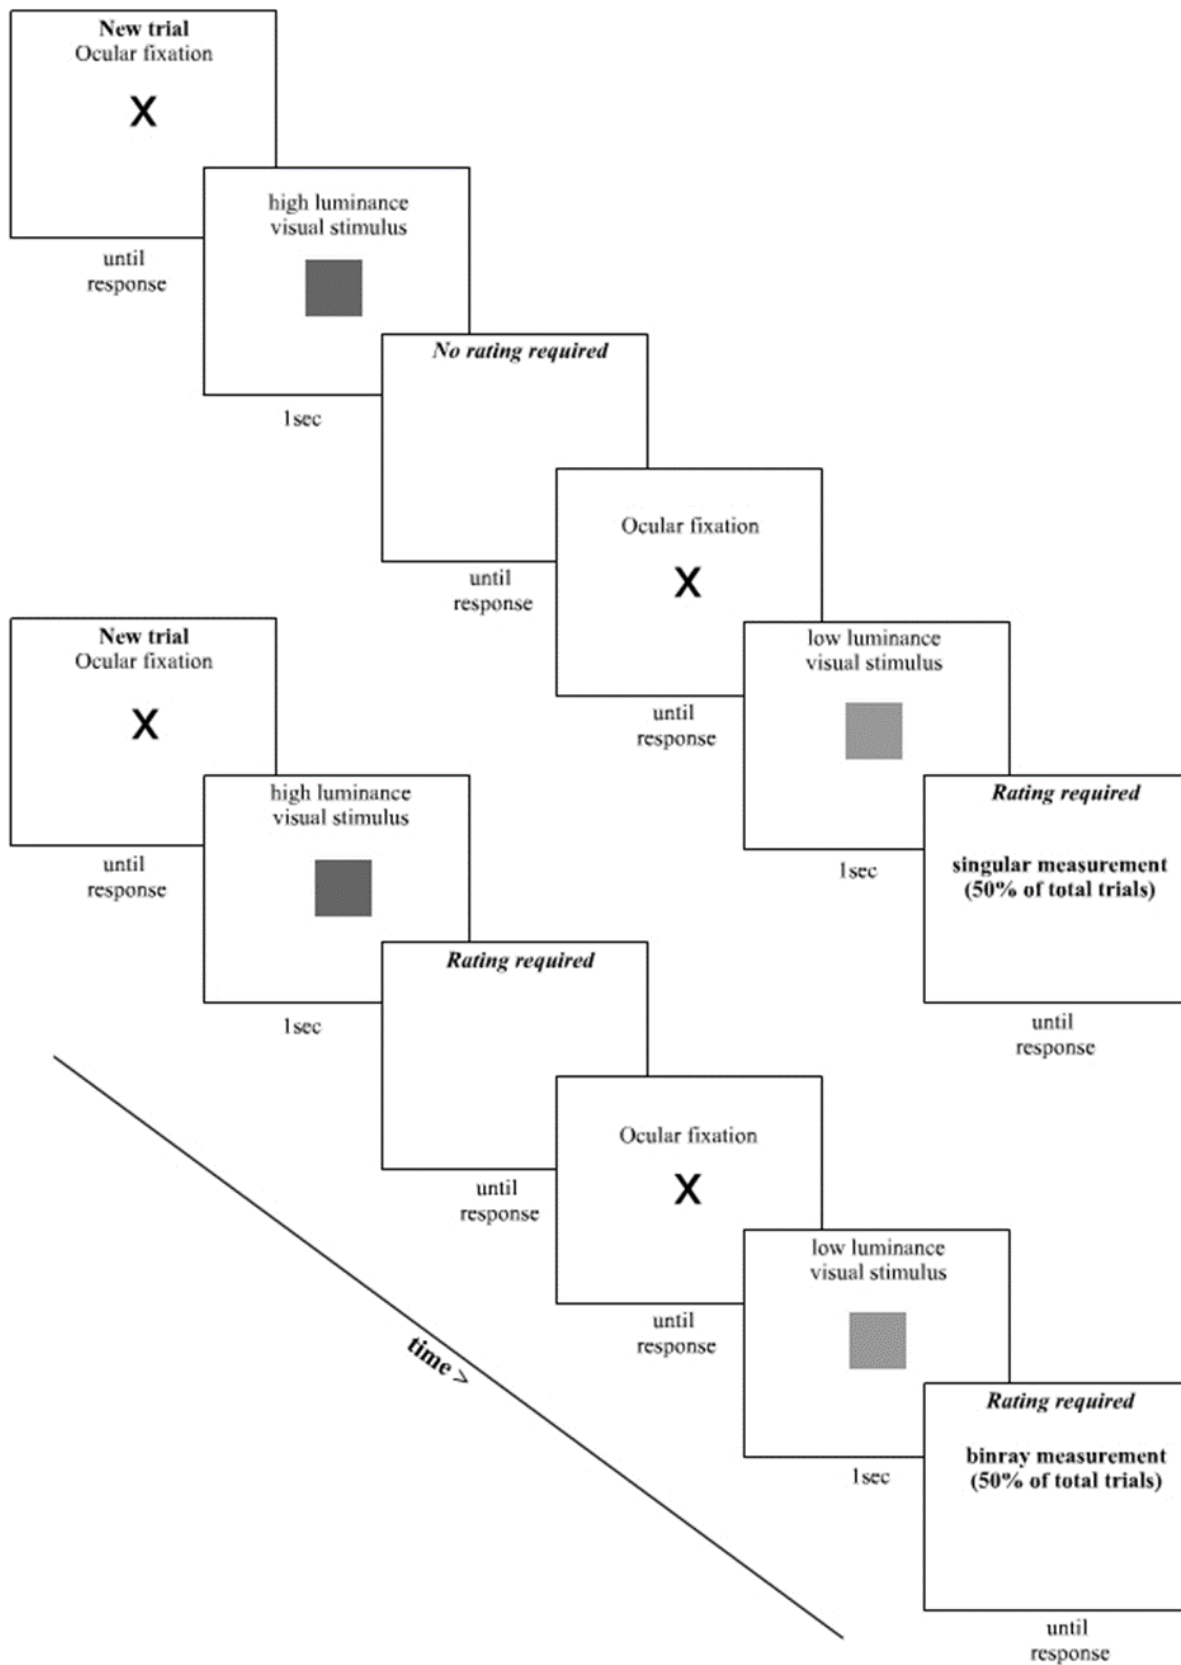 New trial
Ocular fixation
X
until
response
high luminance
visual stimulus
1sec
No rating required
until
response
Ocular fixation
X
until
response
low luminance
visual stimulus
1sec
Rating required
singular measurement
(50% of total trials)
until
response
New trial
Ocular fixation
X
until
response
high luminance
visual stimulus
1sec
Rating required
until
response
Ocular fixation
X
until
response
low luminance
visual stimulus
1sec
Rating required
binray measurement
(50% of total trials)
until
response
time >